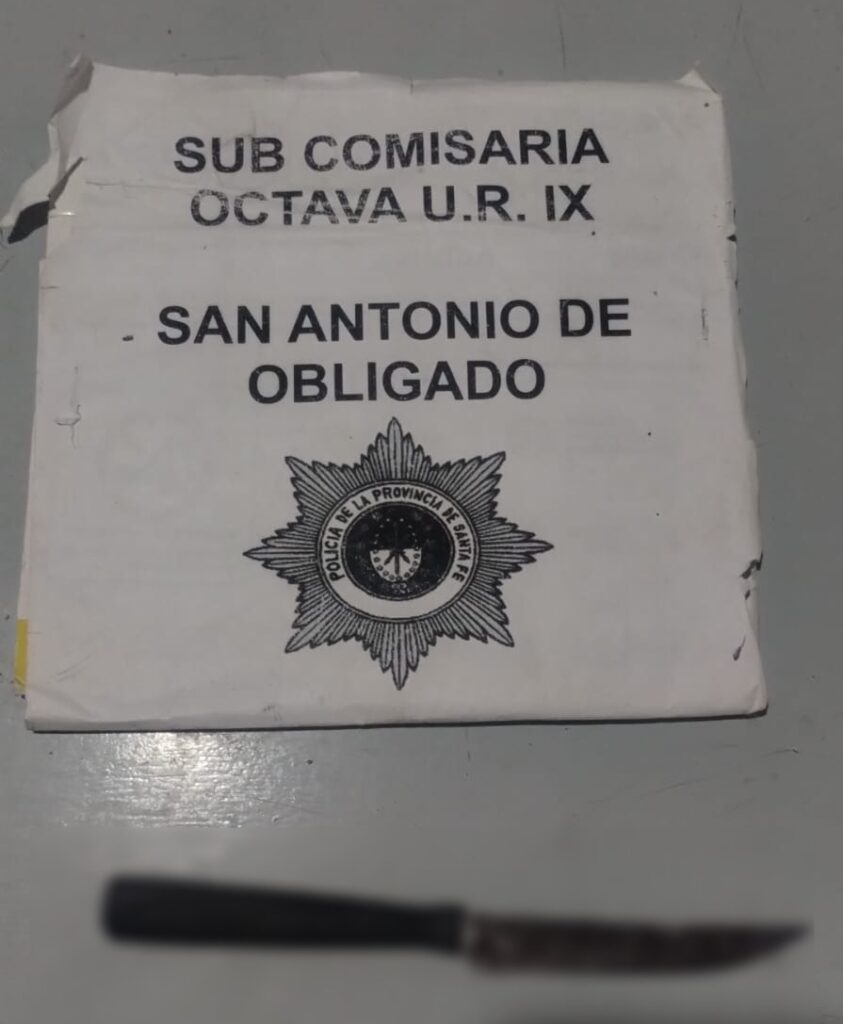 SUB COMISARIA
OCTAVA U.R. IX
SAN ANTONIO DE
OBLIGADO
POLICIA DE LA PROVINCIA DE SANTA FE